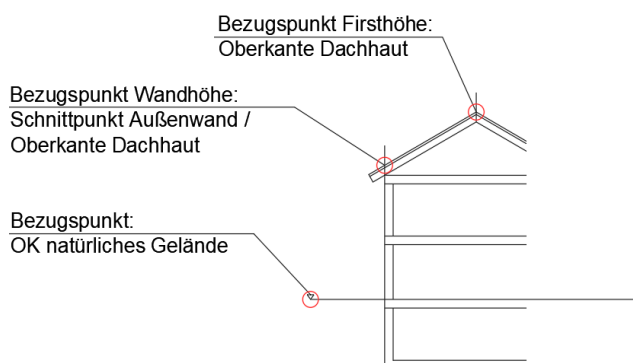 Bezugspunkt Firsthöhe:
Oberkante Dachhaut
Bezugspunkt Wandhöhe:
Schnittpunkt Außenwand /
Oberkante Dachhaut
Bezugspunkt:
OK natürliches Gelände